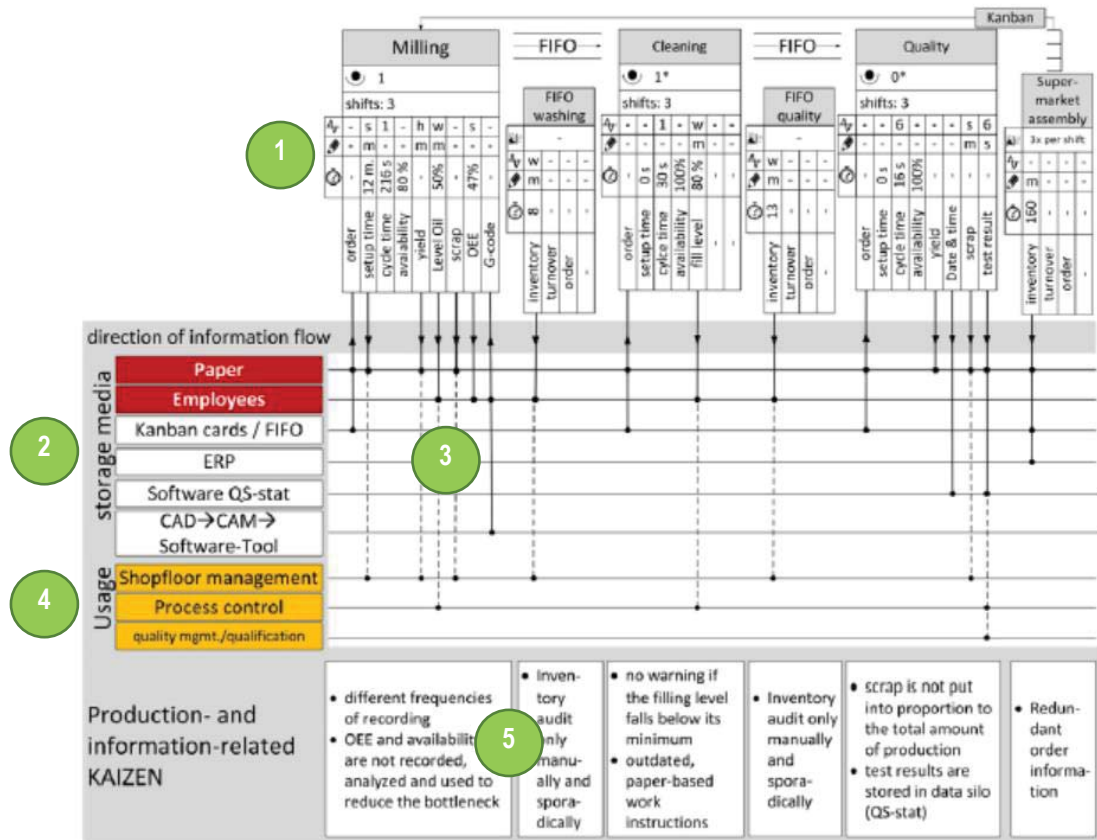 Kanban
Milling
FIFO
Cleaning
FIFO
Quality
1
1*
0*
shifts: 3
shifts: 3
shifts: 3
FIFO
washing
FIFO
quality
Super-
market
assembly
3x per shift
1
- - s 1 - h w - s -
- - m - - m m - - -
- 12 m. 216 s 80 % - 50% - 47% -
order
setup time
cycle time
avaiability
yield
Level Oil
scrap
OEE
G-code
-
w - - -
m - - -
8 - - -
inventory
turnover
order
-
- - 1 - w - -
- - - - m - -
- 0 s 30 s 100% 80 % - -
order
setup time
cylce time
availability
fill level
-
w - - -
m - - -
13 - - -
inventory
turnover
order
-
- - 6 - - - s 6
- - - - - - m s
- 0 s 16 s 100% - - - -
order
setup time
cycle time
availability
yield
Date & time
scrap
test result
- - - -
m - - -
160 - - -
inventory
turnover
order
-
direction of information flow
storage media
Paper
Employees
2
Kanban cards / FIFO
3
ERP
Software QS-stat
CAD→CAM→
Software-Tool
Usage
Shopfloor management
4
Process control
quality mgmt./qualification
Production- and
information-related
KAIZEN
• different frequencies
of recording
• OEE and availability
are not recorded,
analyzed and used to
reduce the bottleneck
5
• Inven-
tory
audit
only
manu-
ally and
spora-
dically
• no warning if
the filling level
falls below its
minimum
• outdated,
paper-based
work
instructions
• Inventory
audit only
manually
and
spora-
dically
• scrap is not put
into proportion to
the total amount
of production
• test results are
stored in data silo
(QS-stat)
• Redun-
dant
order
informa-
tion